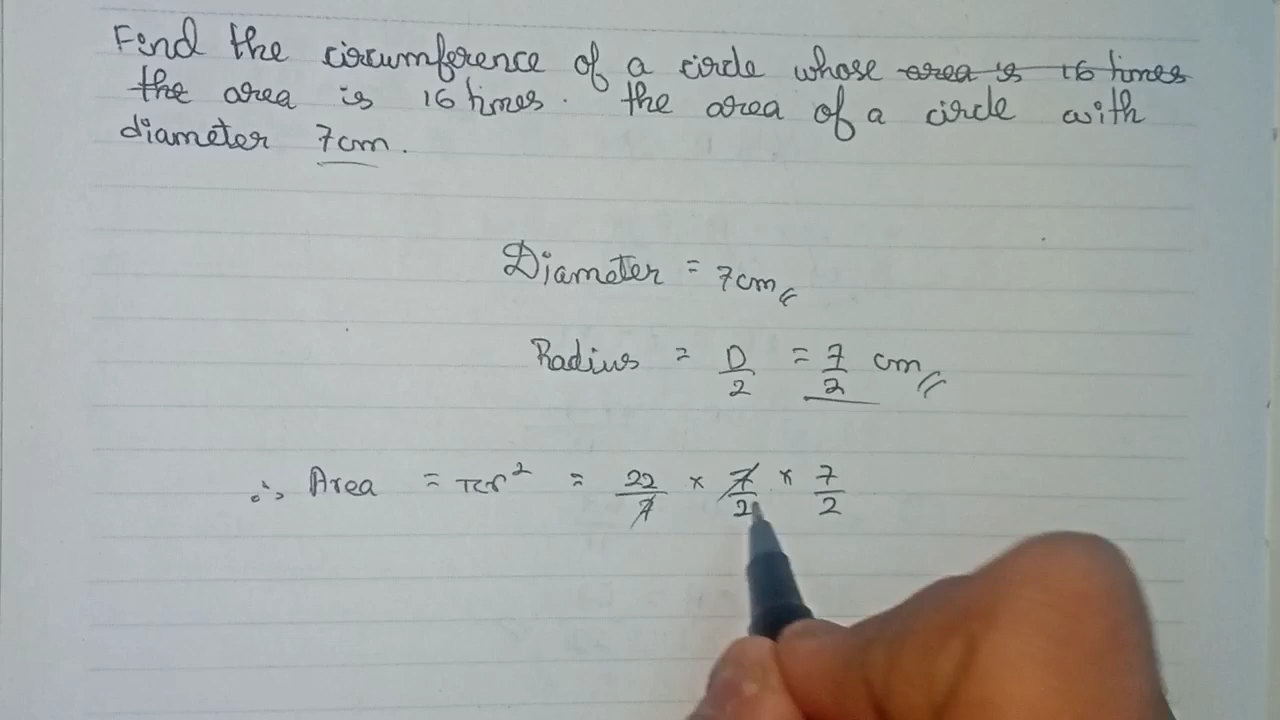 Find the circumference of a circle whose area is 16 times
the area is 16 times. the area of a circle with
diameter 7cm.
Diameter = 7cm
Radius = D/2 = 7/2 cm
∴ Area = πr² = 22/7 × 7/2 × 7/2